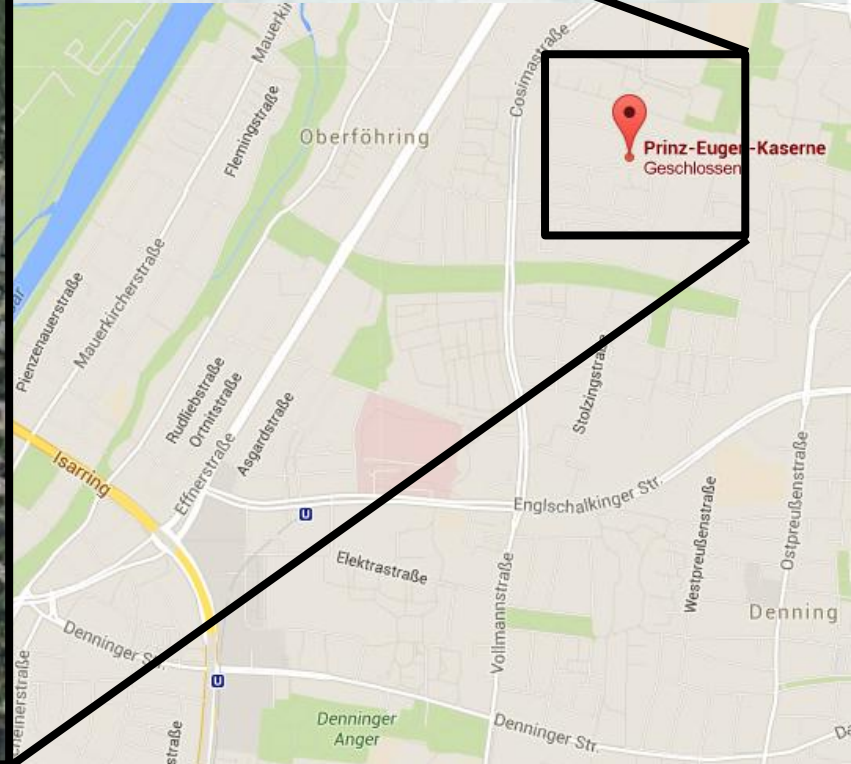 Cosimastraße
Flemingstraße
Oberföhring
Prinz-Eugen-Kaserne
Geschlossen
Pienzenauerstraße
Mauerkircherstraße
Rudliebstraße
Ortnitstraße
Asgardstraße
Effnerstraße
Stolzingstraße
Isarring
Englschalkinger Str.
U
Elektrastraße
Vollmannstraße
Westpreußenstraße
Ostpreußenstraße
Denning
Denninger Str.
U
Denninger
Anger
Denninger Str.
straße